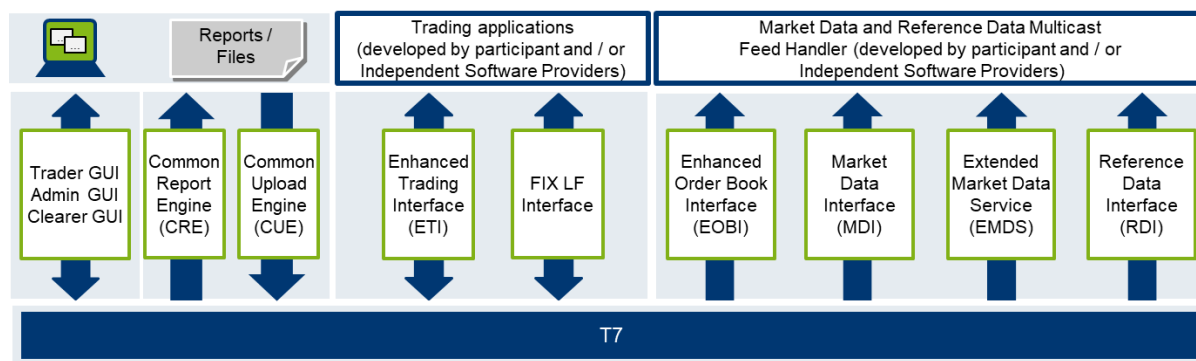 Reports /
Files
Trading applications
(developed by participant and / or
Independent Software Providers)
Market Data and Reference Data Multicast
Feed Handler (developed by participant and / or
Independent Software Providers)
Trader GUI
Admin GUI
Clearer GUI
Common
Report
Engine
(CRE)
Common
Upload
Engine
(CUE)
Enhanced
Trading
Interface
(ETI)
FIX LF
Interface
Enhanced
Order Book
Interface
(EOBI)
Market
Data
Interface
(MDI)
Extended
Market Data
Service
(EMDS)
Reference
Data
Interface
(RDI)
T7